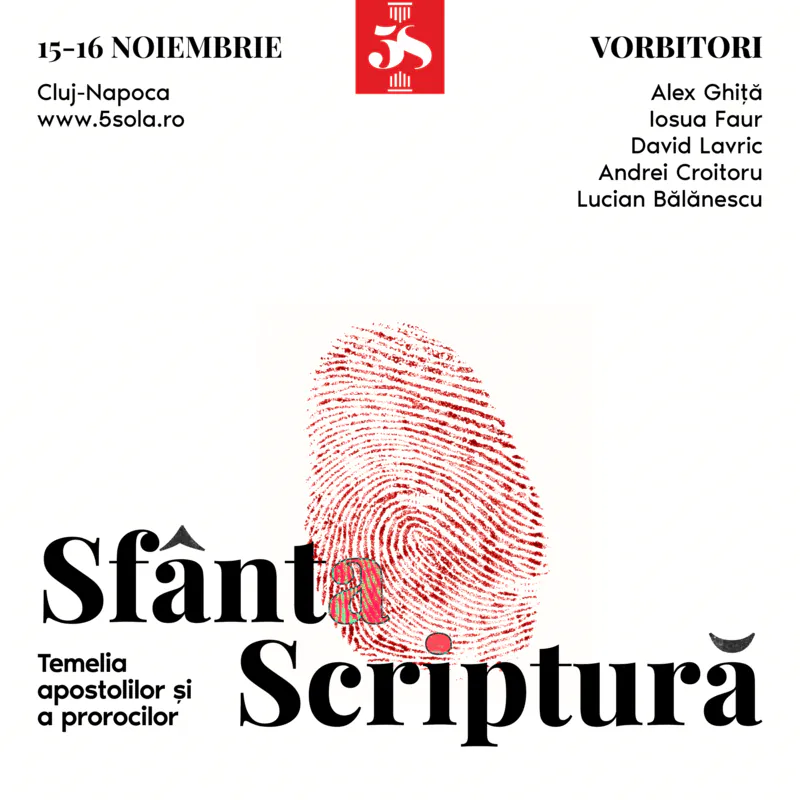 15-16 NOIEMBRIE
Cluj-Napoca
www.5sola.ro
5S
VORBITORI
Alex Ghiță
Iosua Faur
David Lavric
Andrei Croitoru
Lucian Bălănescu
Sfânta
Scriptură
Temelia
apostolilor și
a prorocilor